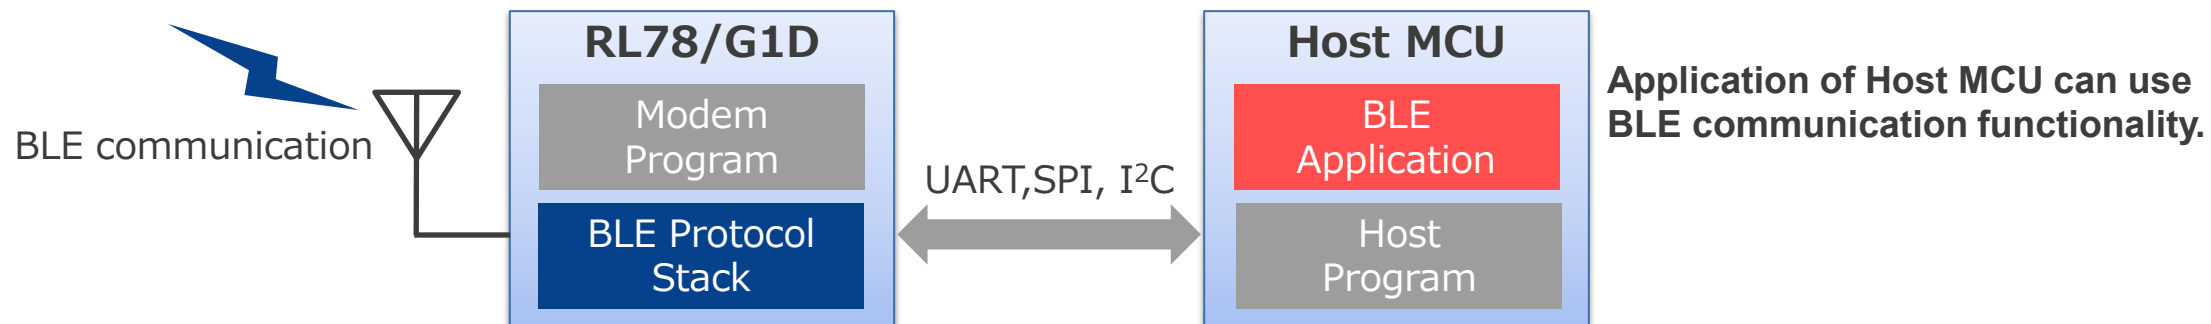 BLE communication
RL78/G1D
Modem
Program
BLE Protocol
Stack
UART,SPI, I²C
Host MCU
BLE
Application
Host
Program
Application of Host MCU can use
BLE communication functionality.